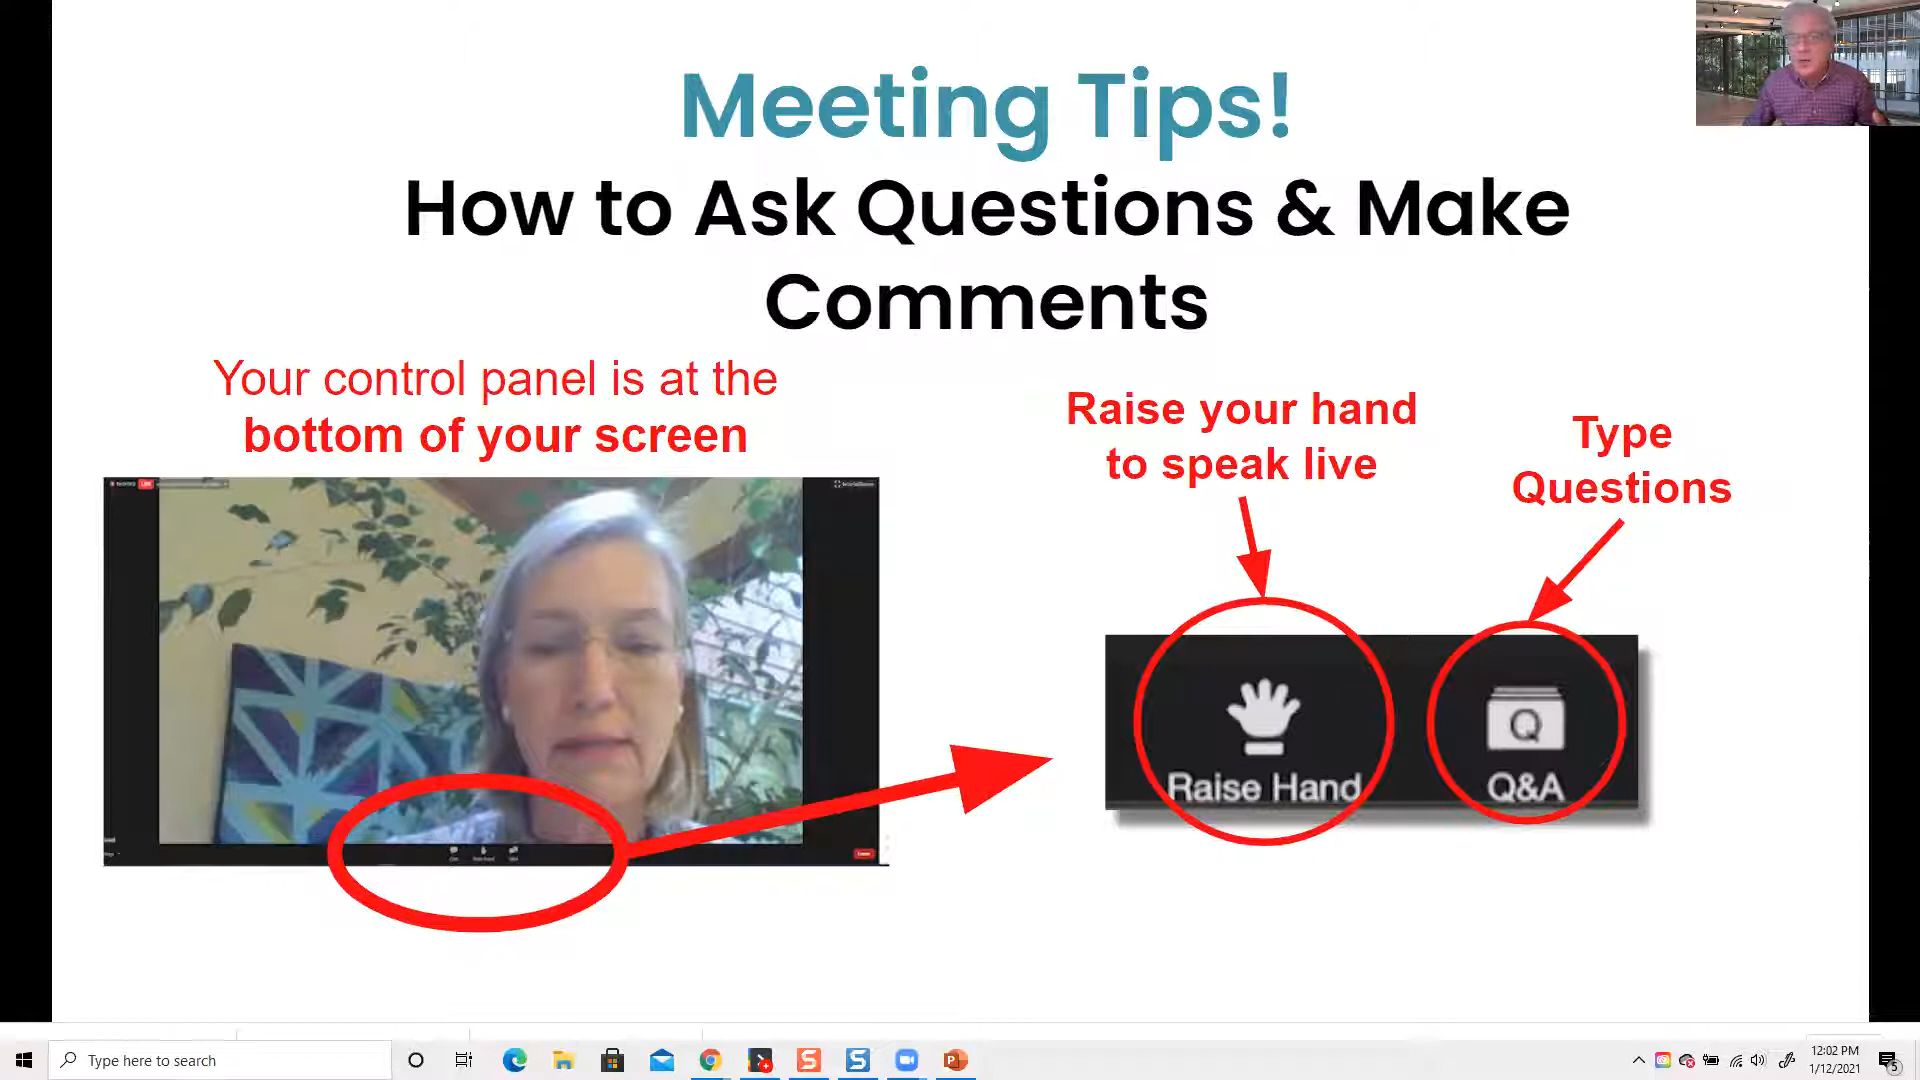 Meeting Tips!
How to Ask Questions & Make
Comments
Your control panel is at the
bottom of your screen
Raise your hand
to speak live
Type
Questions
Raise Hand
Q&A
Type here to search
12:02 PM
1/12/2021
5